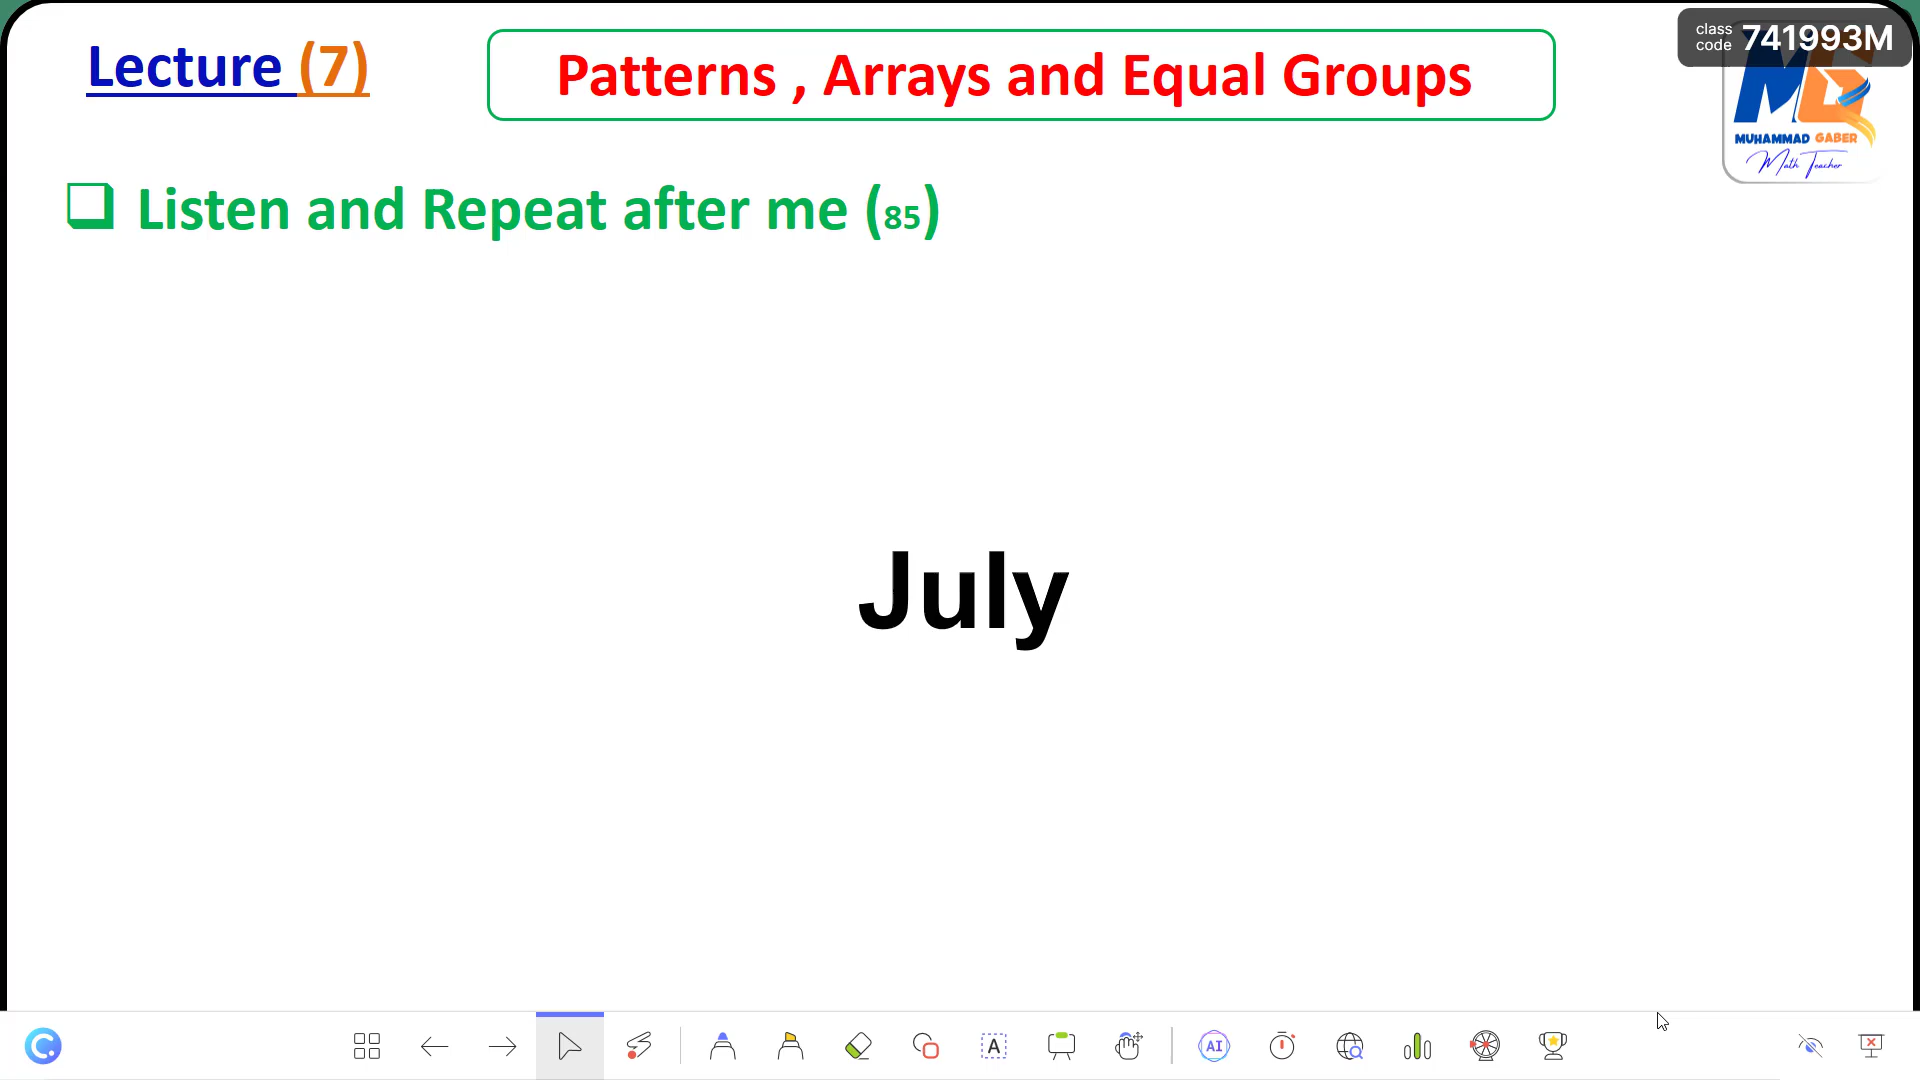 Lecture (7)
Patterns , Arrays and Equal Groups
class code 741993M
MUHAMMAD GABER
Math Teacher
Listen and Repeat after me (85)
July
A
AI